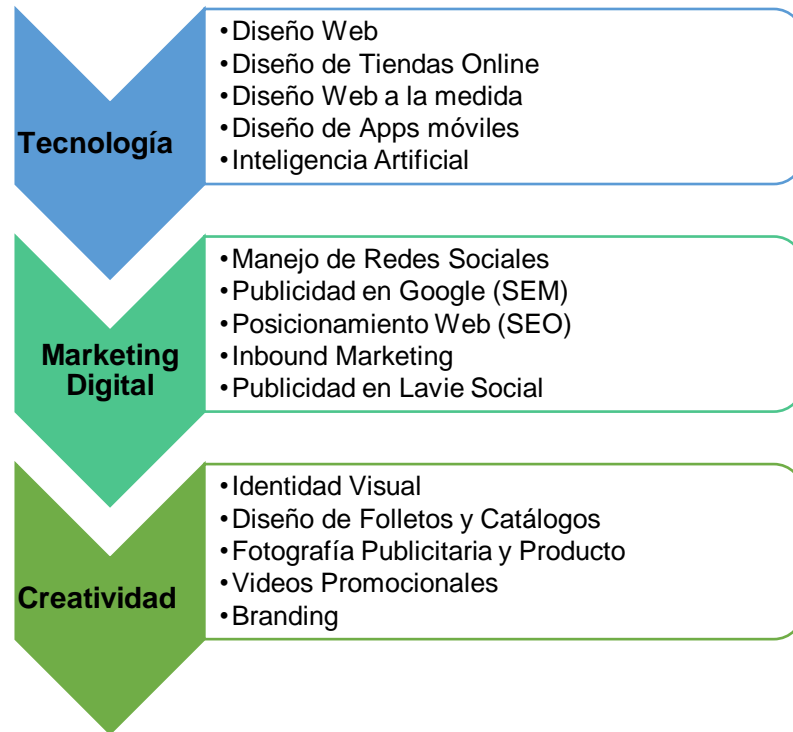 Tecnología
•Diseño Web
•Diseño de Tiendas Online
•Diseño Web a la medida
•Diseño de Apps móviles
•Inteligencia Artificial
Marketing
Digital
•Manejo de Redes Sociales
•Publicidad en Google (SEM)
•Posicionamiento Web (SEO)
•Inbound Marketing
•Publicidad en Lavie Social
Creatividad
•Identidad Visual
•Diseño de Folletos y Catálogos
•Fotografía Publicitaria y Producto
•Videos Promocionales
•Branding